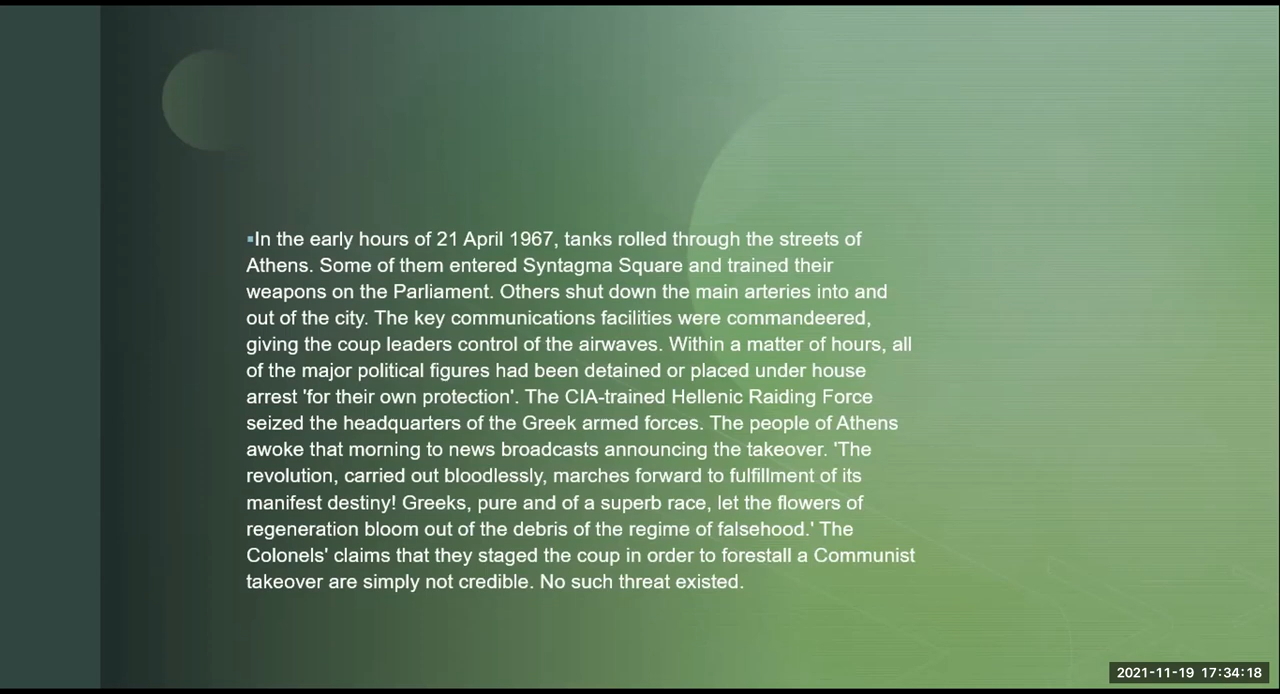 ▪In the early hours of 21 April 1967, tanks rolled through the streets of
Athens. Some of them entered Syntagma Square and trained their
weapons on the Parliament. Others shut down the main arteries into and
out of the city. The key communications facilities were commandeered,
giving the coup leaders control of the airwaves. Within a matter of hours, all
of the major political figures had been detained or placed under house
arrest 'for their own protection'. The CIA-trained Hellenic Raiding Force
seized the headquarters of the Greek armed forces. The people of Athens
awoke that morning to news broadcasts announcing the takeover. 'The
revolution, carried out bloodlessly, marches forward to fulfillment of its
manifest destiny! Greeks, pure and of a superb race, let the flowers of
regeneration bloom out of the debris of the regime of falsehood.' The
Colonels' claims that they staged the coup in order to forestall a Communist
takeover are simply not credible. No such threat existed.
2021-11-19 17:34:18